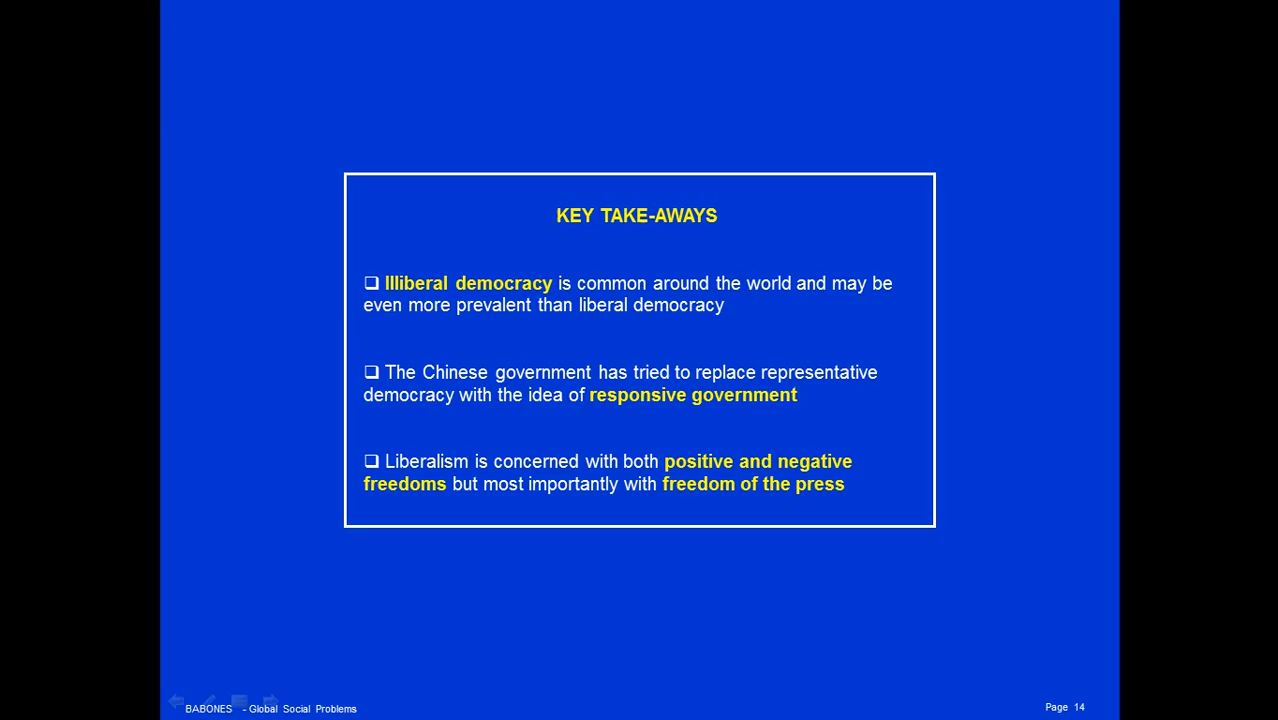 KEY TAKE-AWAYS
❑ Illiberal democracy is common around the world and may be
even more prevalent than liberal democracy
❑ The Chinese government has tried to replace representative
democracy with the idea of responsive government
❑ Liberalism is concerned with both positive and negative
freedoms but most importantly with freedom of the press
BABONES - Global Social Problems
Page 14